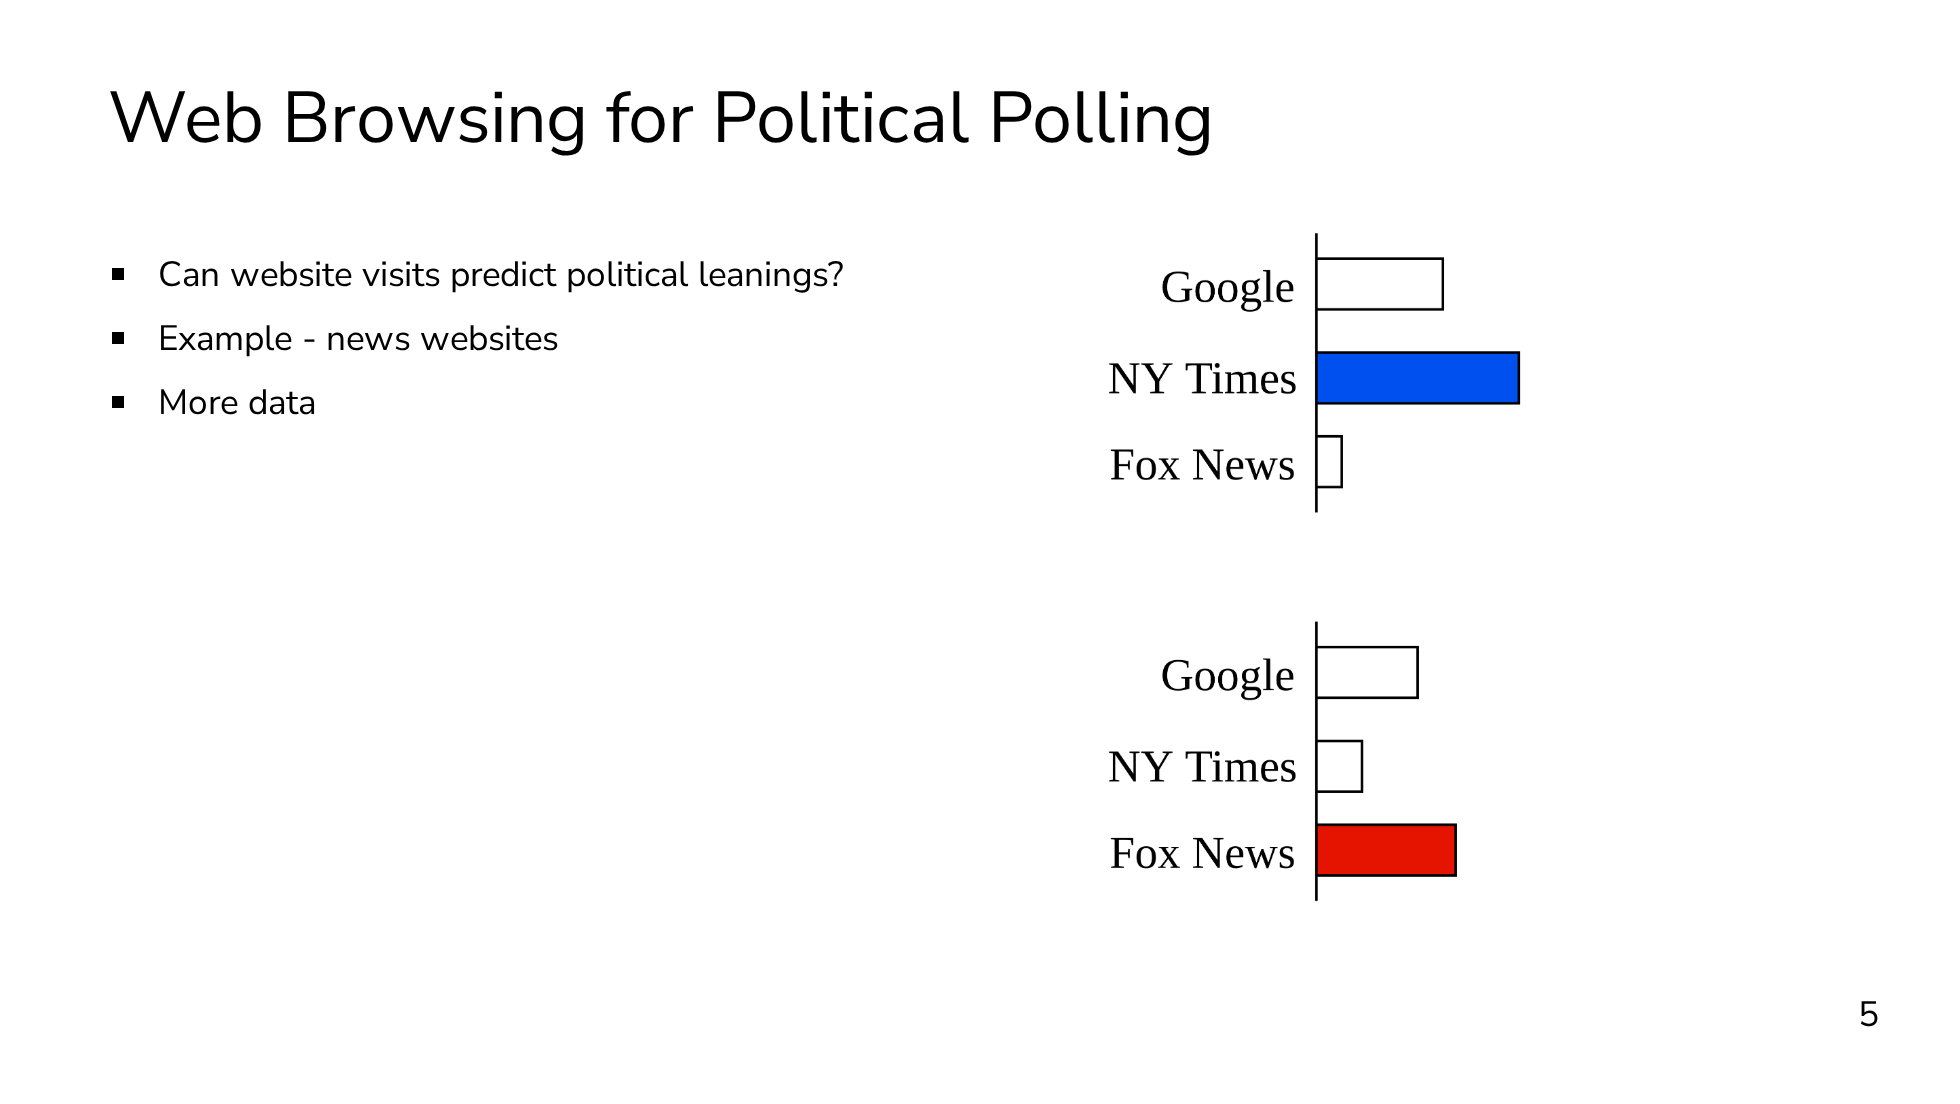 Web Browsing for Political Polling
▪ Can website visits predict political leanings?
▪ Example - news websites
▪ More data
Google
NY Times
Fox News
Google
NY Times
Fox News
5